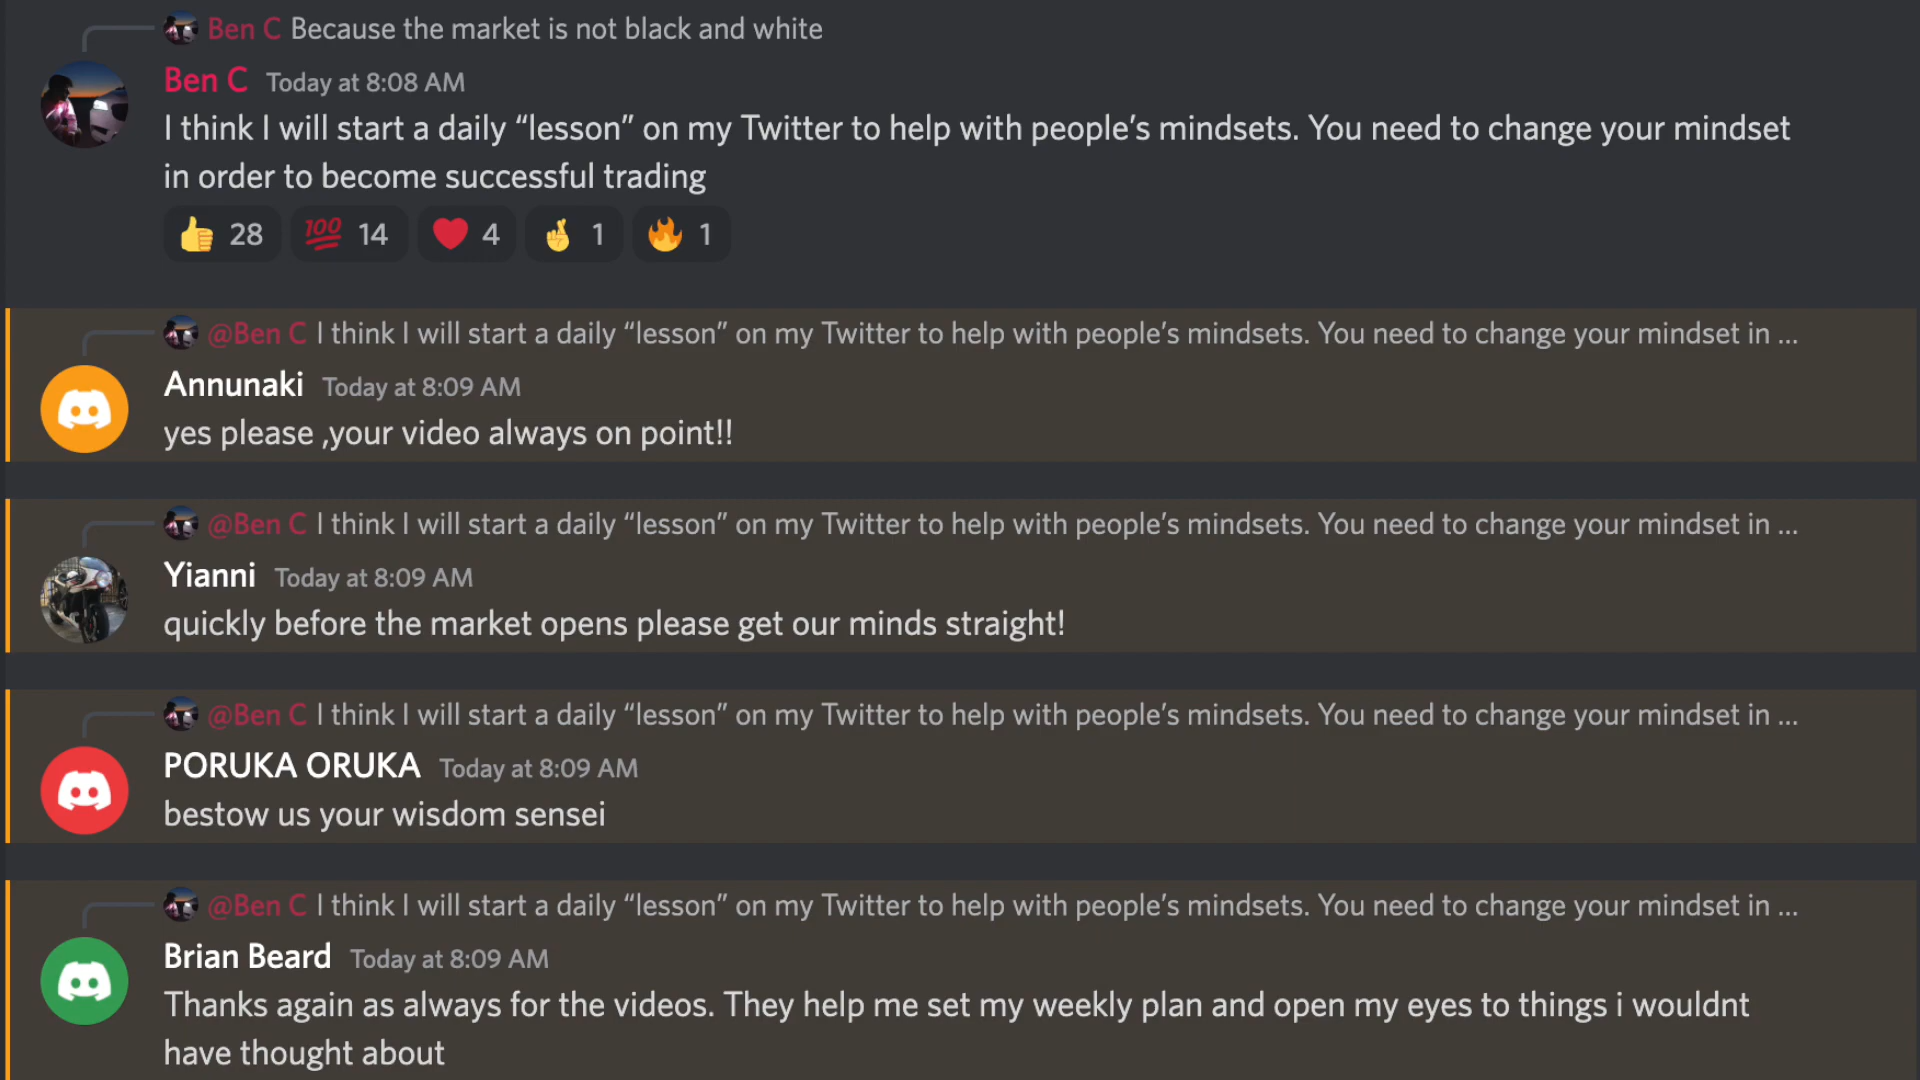 Ben C Because the market is not black and white
Ben C Today at 8:08 AM
I think I will start a daily “lesson” on my Twitter to help with people’s mindsets. You need to change your mindset
in order to become successful trading
👍 28 💯 14 ❤️ 4 🤞 1 🔥 1
@Ben C I think I will start a daily “lesson” on my Twitter to help with people’s mindsets. You need to change your mindset in ...
Annunaki Today at 8:09 AM
yes please ,your video always on point!!
@Ben C I think I will start a daily “lesson” on my Twitter to help with people’s mindsets. You need to change your mindset in ...
Yianni Today at 8:09 AM
quickly before the market opens please get our minds straight!
@Ben C I think I will start a daily “lesson” on my Twitter to help with people’s mindsets. You need to change your mindset in ...
PORUKA ORUKA Today at 8:09 AM
bestow us your wisdom sensei
@Ben C I think I will start a daily “lesson” on my Twitter to help with people’s mindsets. You need to change your mindset in ...
Brian Beard Today at 8:09 AM
Thanks again as always for the videos. They help me set my weekly plan and open my eyes to things i wouldnt
have thought about